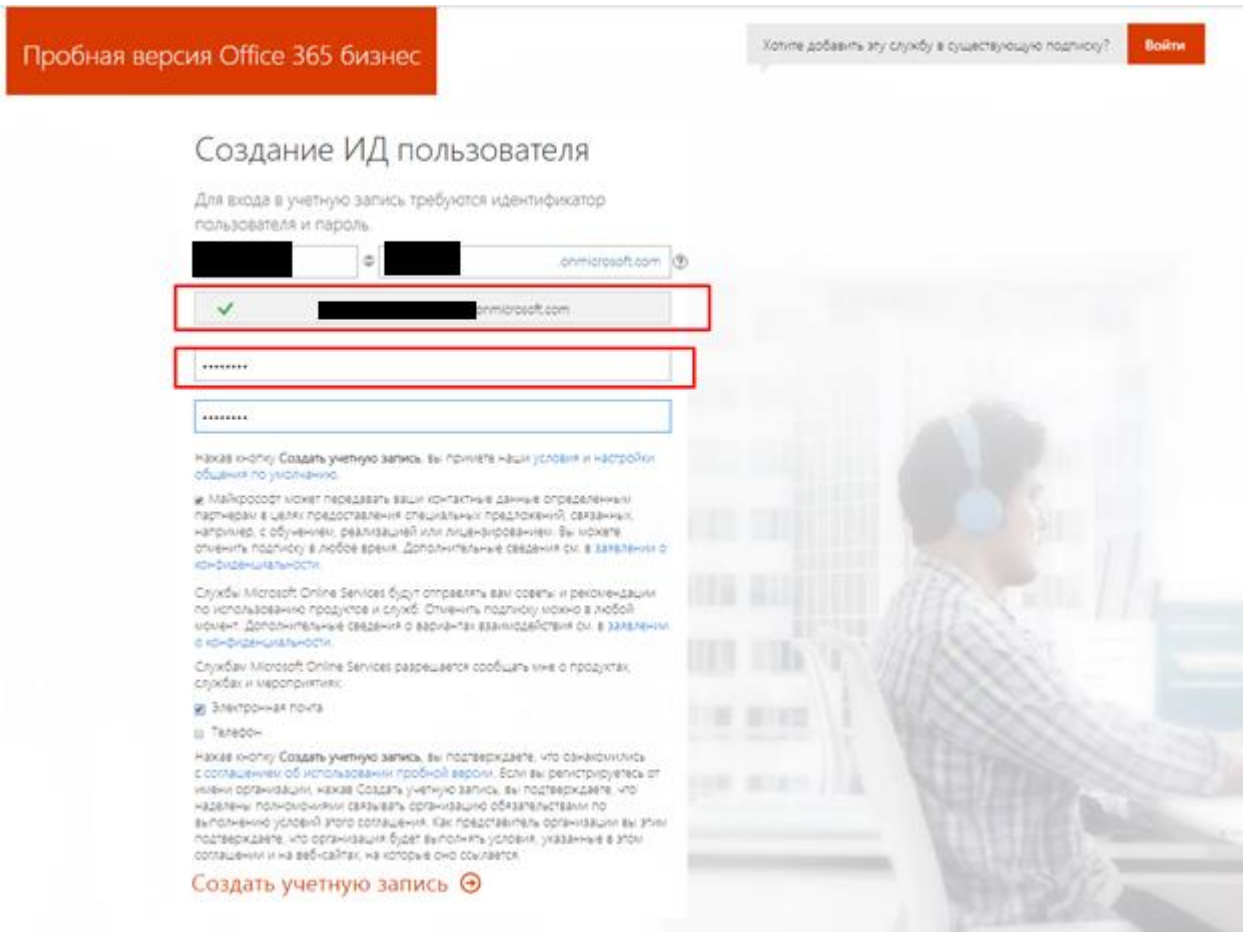 Пробная версия Office 365 бизнес
Хотите добавить эту службу в существующую подписку?
Войти
Создание ИД пользователя
Для входа в учетную запись требуются идентификатор
пользователя и пароль.
@ .onmicrosoft.com
onmicrosoft.com
••••••••
••••••••
Нажав кнопку Создать учетную запись, вы примете наши условия и настройки
общения по умолчанию.
Майкрософт может передавать ваши контактные данные определенным
партнерам в целях предоставления специальных предложений, связанных,
например, с обучением, реализацией или лицензированием. Вы можете
отменить подписку в любое время. Дополнительные сведения см. в заявлении о
конфиденциальности.
Службы Microsoft Online Services будут отправлять вам советы и рекомендации
по использованию продуктов и служб. Отменить подписку можно в любой
момент. Дополнительные сведения о вариантах взаимодействия см. в заявлении
о конфиденциальности.
Службам Microsoft Online Services разрешается сообщать мне о продуктах,
службах и мероприятиях:
Электронная почта
Телефон
Нажав кнопку Создать учетную запись, вы подтверждаете, что ознакомились
с соглашением об использовании пробной версии. Если вы регистрируетесь от
имени организации, нажав Создать учетную запись, вы подтверждаете, что
наделены полномочиями связывать организацию обязательствами по
выполнению условий этого соглашения. Как представитель организации вы этим
подтверждаете, что организация будет выполнять условия, указанные в этом
соглашении и на веб-сайтах, на которые оно ссылается.
Создать учетную запись